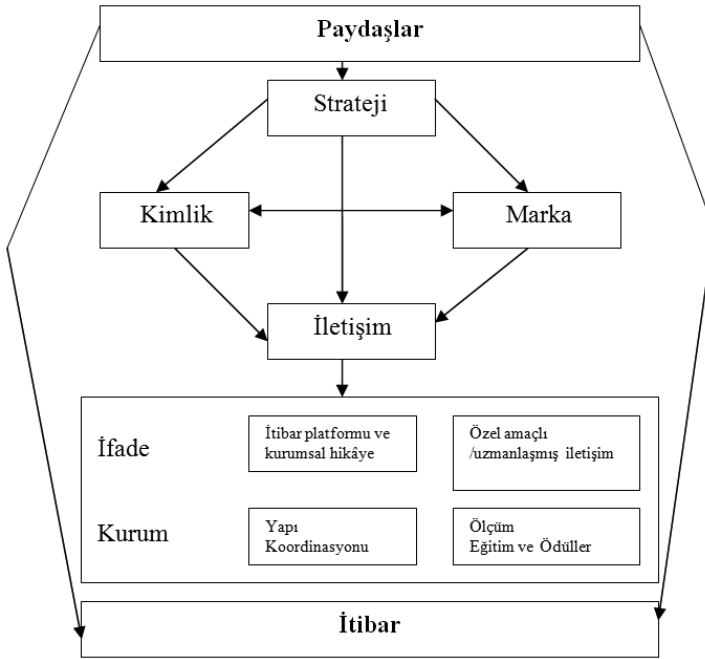 Paydaşlar
Strateji
Kimlik
Marka
İletişim
İfade
İtibar platformu ve
kurumsal hikâye
Özel amaçlı
/uzmanlaşmış iletişim
Kurum
Yapı
Koordinasyonu
Ölçüm
Eğitim ve Ödüller
İtibar